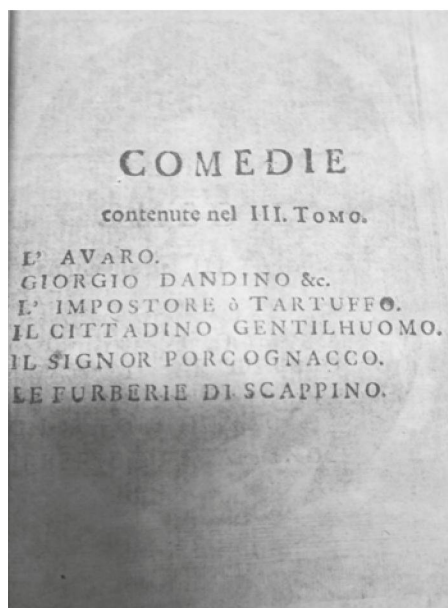 COMEDIE
contenute nel III. TOMO.
L' AVARO.
GIORGIO DANDINO &c.
L' IMPOSTORE ò TARTUFFO.
IL CITTADINO GENTILHUOMO.
IL SIGNOR PORCOGNACCO.
LE FURBERIE DI SCAPPINO.